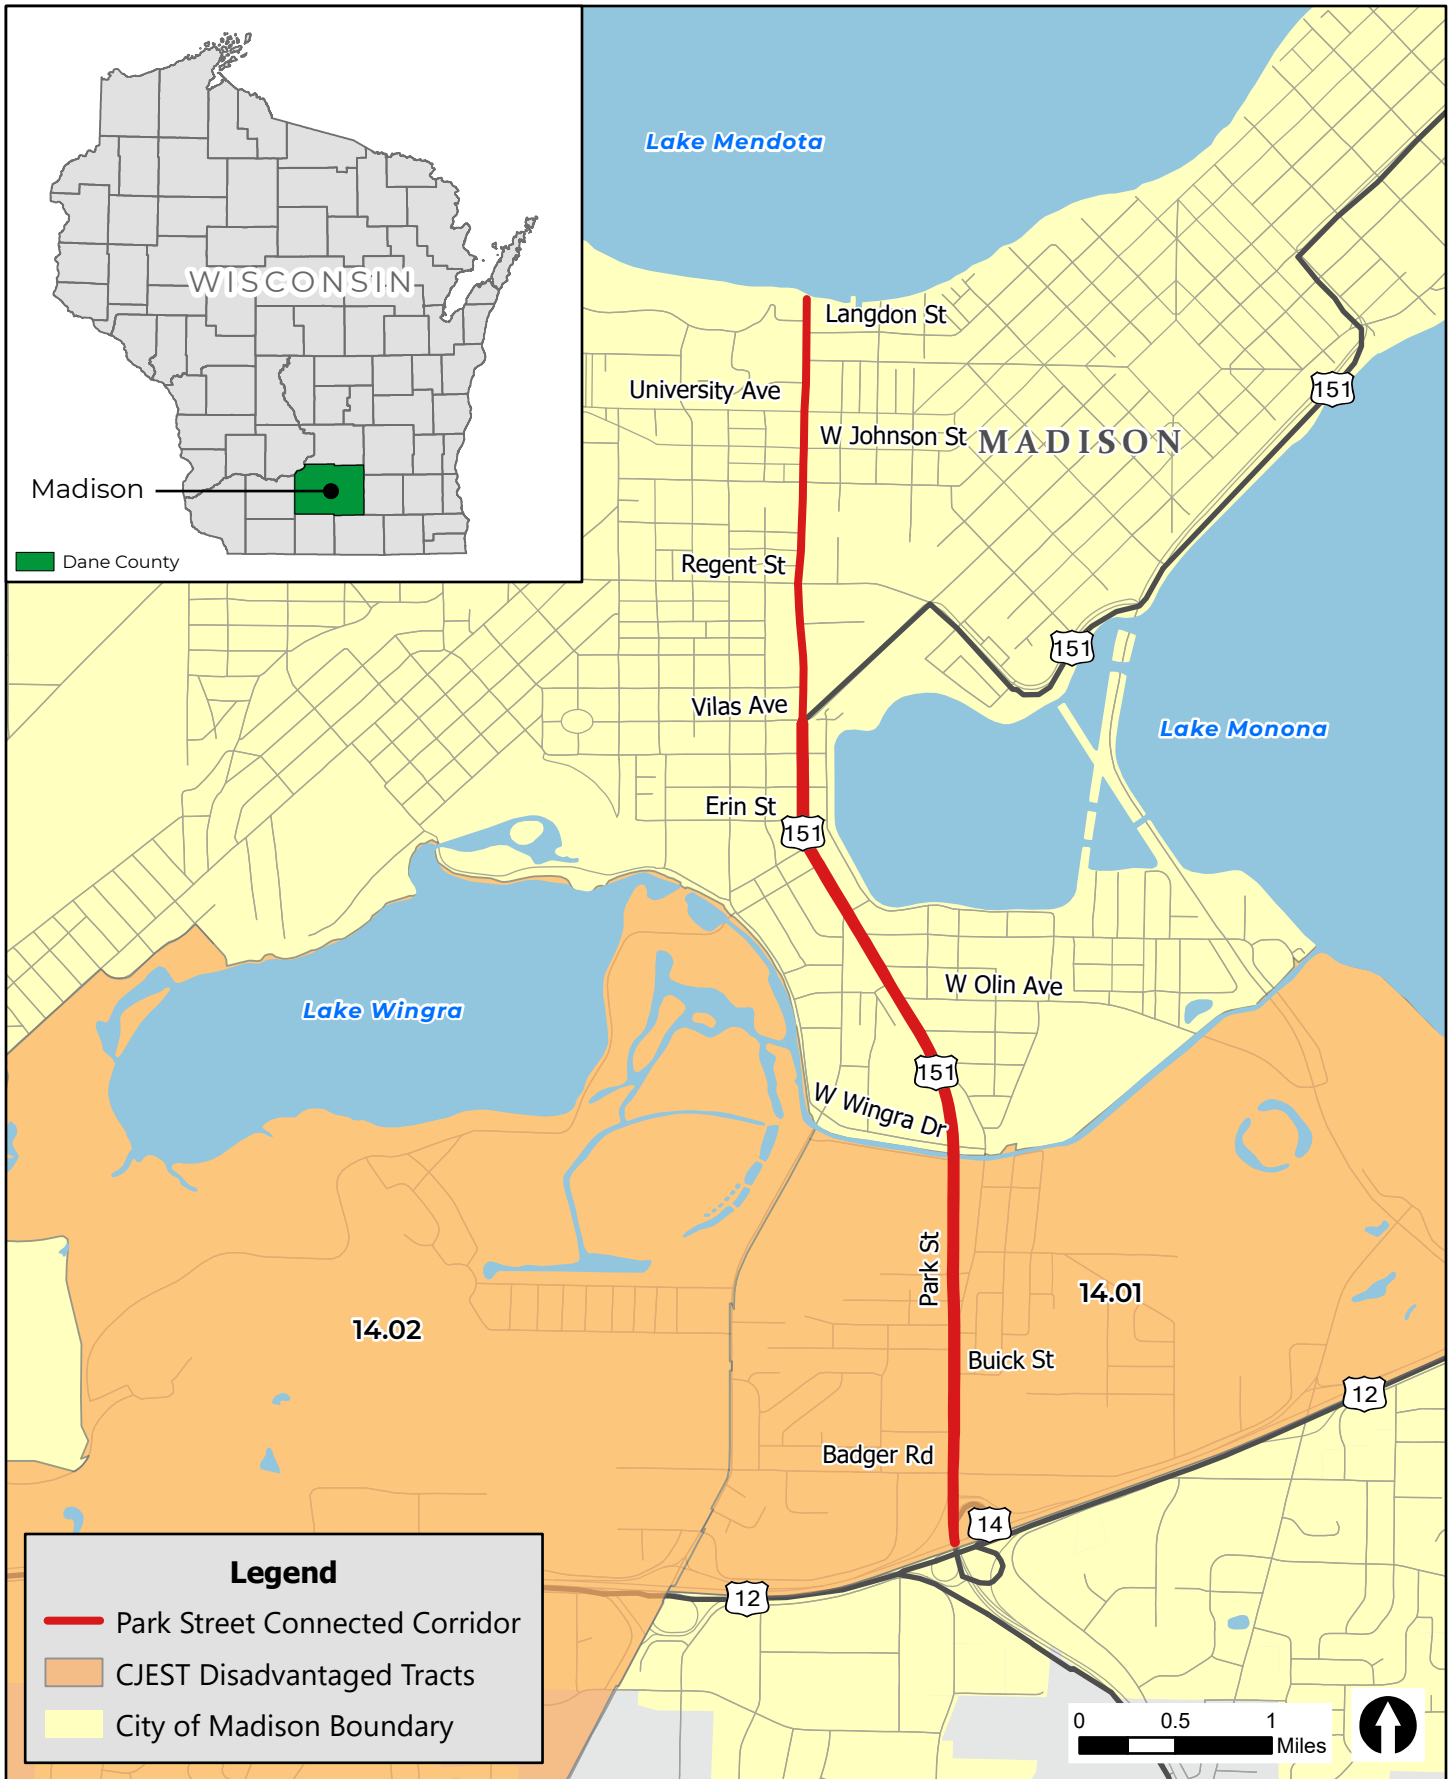 WISCONSIN
Madison
Dane County
Lake Mendota
Langdon St
University Ave
W Johnson St
MADISON
151
Regent St
151
Vilas Ave
Lake Monona
Erin St
151
W Olin Ave
Lake Wingra
151
W Wingra Dr
Park St
14.01
14.02
Buick St
12
Badger Rd
14
12
Legend
Park Street Connected Corridor
CJEST Disadvantaged Tracts
City of Madison Boundary
0 0.5 1
Miles